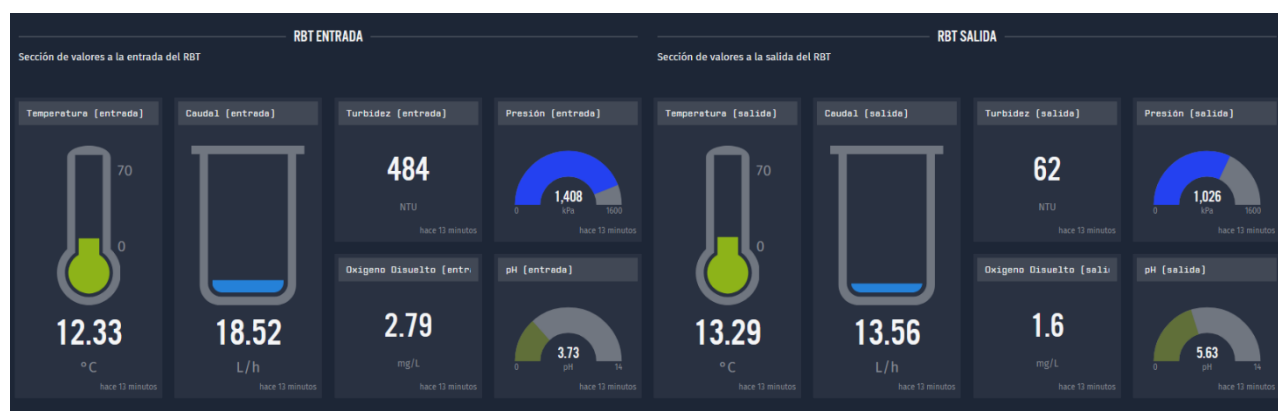 RBT ENTRADA
Sección de valores a la entrada del RBT
Temperatura [entrada]
70
0
12.33
°C
hace 13 minutos
Caudal [entrada]
18.52
L/h
hace 13 minutos
Turbidez [entrada]
484
NTU
hace 13 minutos
Presión [entrada]
1,408
kPa
0 1600
hace 13 minutos
Oxigeno Disuelto [entr
2.79
mg/L
hace 13 minutos
pH [entrada]
3.73
pH
0 14
hace 13 minutos
RBT SALIDA
Sección de valores a la salida del RBT
Temperatura [salida]
70
0
13.29
°C
hace 13 minutos
Caudal [salida]
13.56
L/h
hace 13 minutos
Turbidez [salida]
62
NTU
hace 13 minutos
Presión [salida]
1,026
kPa
0 1600
hace 13 minutos
Oxigeno Disuelto [sali
1.6
mg/L
hace 13 minutos
pH [salida]
5.63
pH
0 14
hace 13 minutos